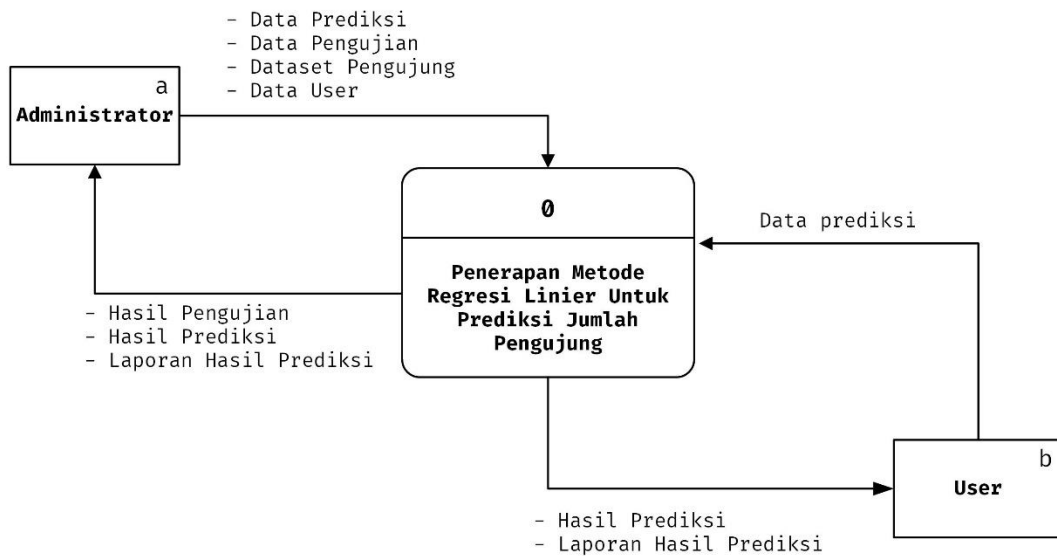 - Data Prediksi
- Data Pengujian
- Dataset Pengujung
- Data User
a
Administrator
0
Penerapan Metode
Regresi Linier Untuk
Prediksi Jumlah
Pengujung
Data prediksi
- Hasil Pengujian
- Hasil Prediksi
- Laporan Hasil Prediksi
b
User
- Hasil Prediksi
- Laporan Hasil Prediksi